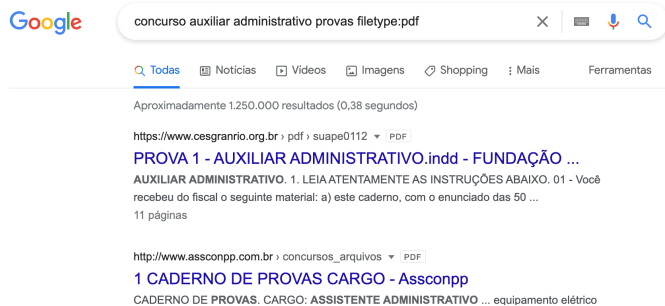 Google
concurso auxiliar administrativo provas filetype:pdf
Todas Notícias Vídeos Imagens Shopping Mais Ferramentas
Aproximadamente 1.250.000 resultados (0,38 segundos)
https://www.cesgranrio.org.br › pdf › suape0112 PDF
PROVA 1 - AUXILIAR ADMINISTRATIVO.indd - FUNDAÇÃO ...
AUXILIAR ADMINISTRATIVO. 1. LEIA ATENTAMENTE AS INSTRUÇÕES ABAIXO. 01 - Você
recebeu do fiscal o seguinte material: a) este caderno, com o enunciado das 50 ...
11 páginas
http://www.assconpp.com.br › concursos_arquivos PDF
1 CADERNO DE PROVAS CARGO - Assconpp
CADERNO DE PROVAS. CARGO: ASSISTENTE ADMINISTRATIVO ... equipamento elétrico